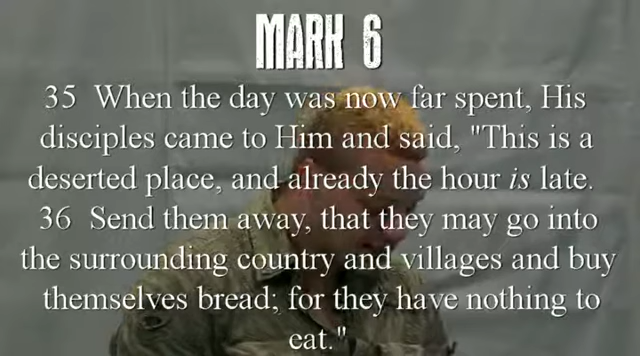 MARK 6
35 When the day was now far spent, His
disciples came to Him and said, "This is a
deserted place, and already the hour is late.
36 Send them away, that they may go into
the surrounding country and villages and buy
themselves bread; for they have nothing to
eat."